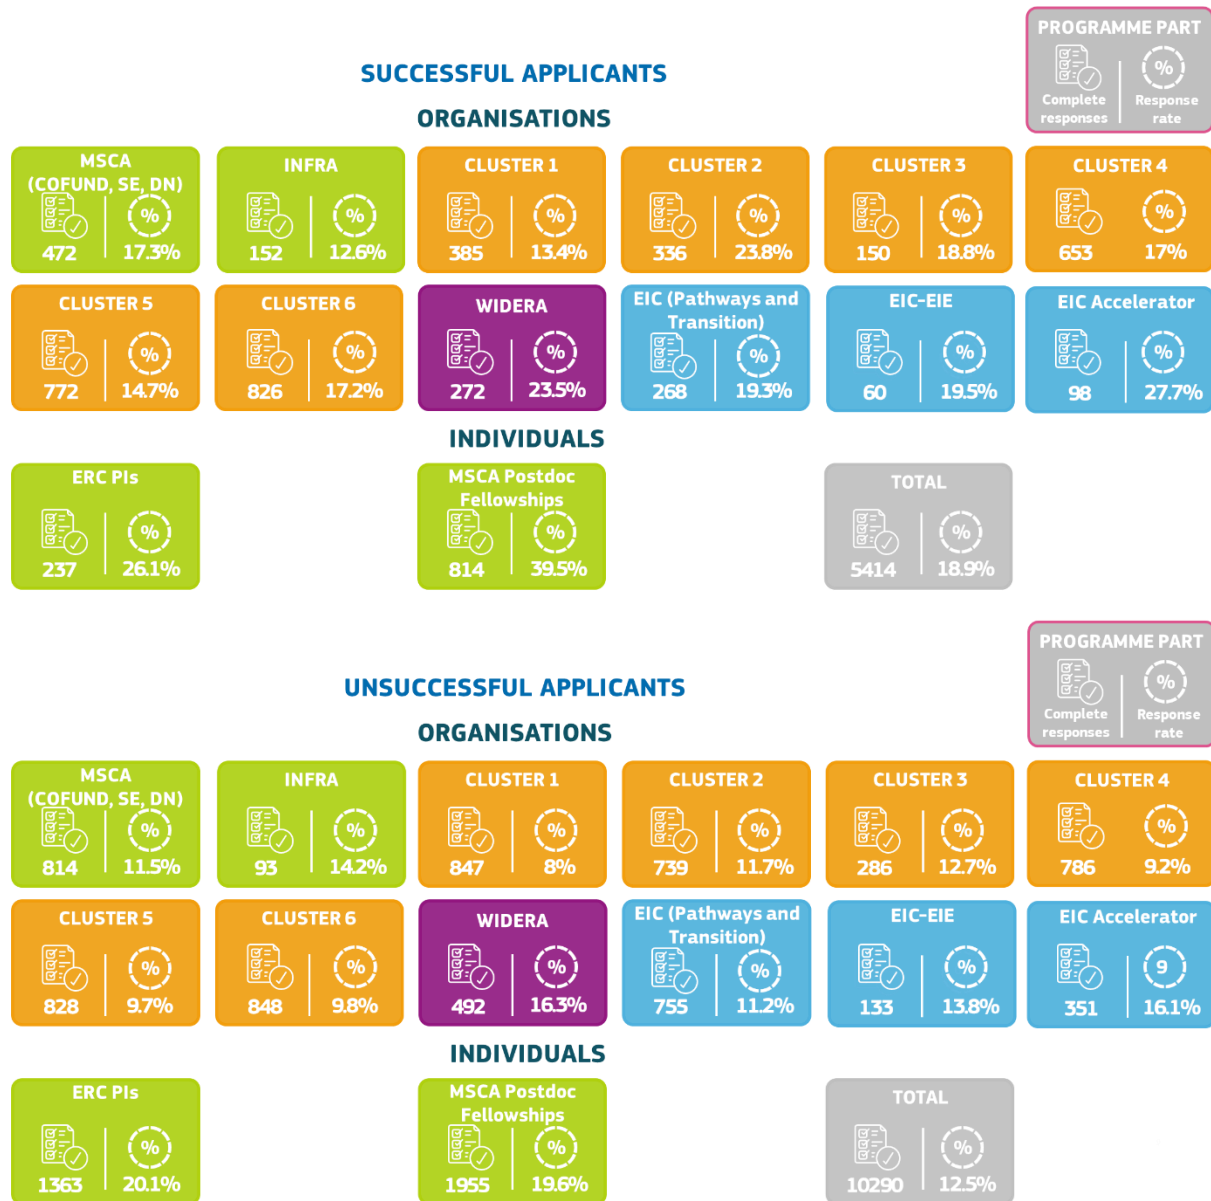 PROGRAMME PART
%
Complete responses
Response rate
SUCCESSFUL APPLICANTS
ORGANISATIONS
MSCA
(COFUND, SE, DN)
%
472 17.3%
INFRA
%
152 12.6%
CLUSTER 1
%
385 13.4%
CLUSTER 2
%
336 23.8%
CLUSTER 3
%
150 18.8%
CLUSTER 4
%
653 17%
CLUSTER 5
%
772 14.7%
CLUSTER 6
%
826 17.2%
WIDERA
%
272 23.5%
EIC (Pathways and
Transition)
%
268 19.3%
EIC-EIE
%
60 19.5%
EIC Accelerator
%
98 27.7%
INDIVIDUALS
ERC PIs
%
237 26.1%
MSCA Postdoc
Fellowships
%
814 39.5%
TOTAL
%
5414 18.9%
PROGRAMME PART
%
Complete responses
Response rate
UNSUCCESSFUL APPLICANTS
ORGANISATIONS
MSCA
(COFUND, SE, DN)
%
814 11.5%
INFRA
%
93 14.2%
CLUSTER 1
%
847 8%
CLUSTER 2
%
739 11.7%
CLUSTER 3
%
286 12.7%
CLUSTER 4
%
786 9.2%
CLUSTER 5
%
828 9.7%
CLUSTER 6
%
848 9.8%
WIDERA
%
492 16.3%
EIC (Pathways and
Transition)
%
755 11.2%
EIC-EIE
%
133 13.8%
EIC Accelerator
9
351 16.1%
INDIVIDUALS
ERC PIs
%
1363 20.1%
MSCA Postdoc
Fellowships
%
1955 19.6%
TOTAL
%
10290 12.5%